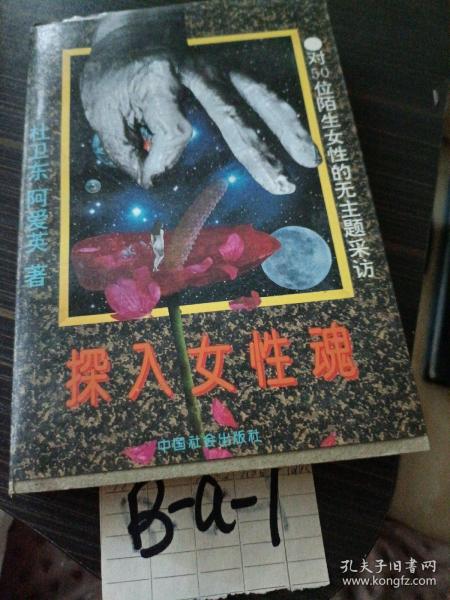 对50位陌生女性的无主题采访
杜卫东 阿爱英 著
探入女性魂
中国社会出版社
B-a-1
孔夫子旧书网
www.kongfz.com